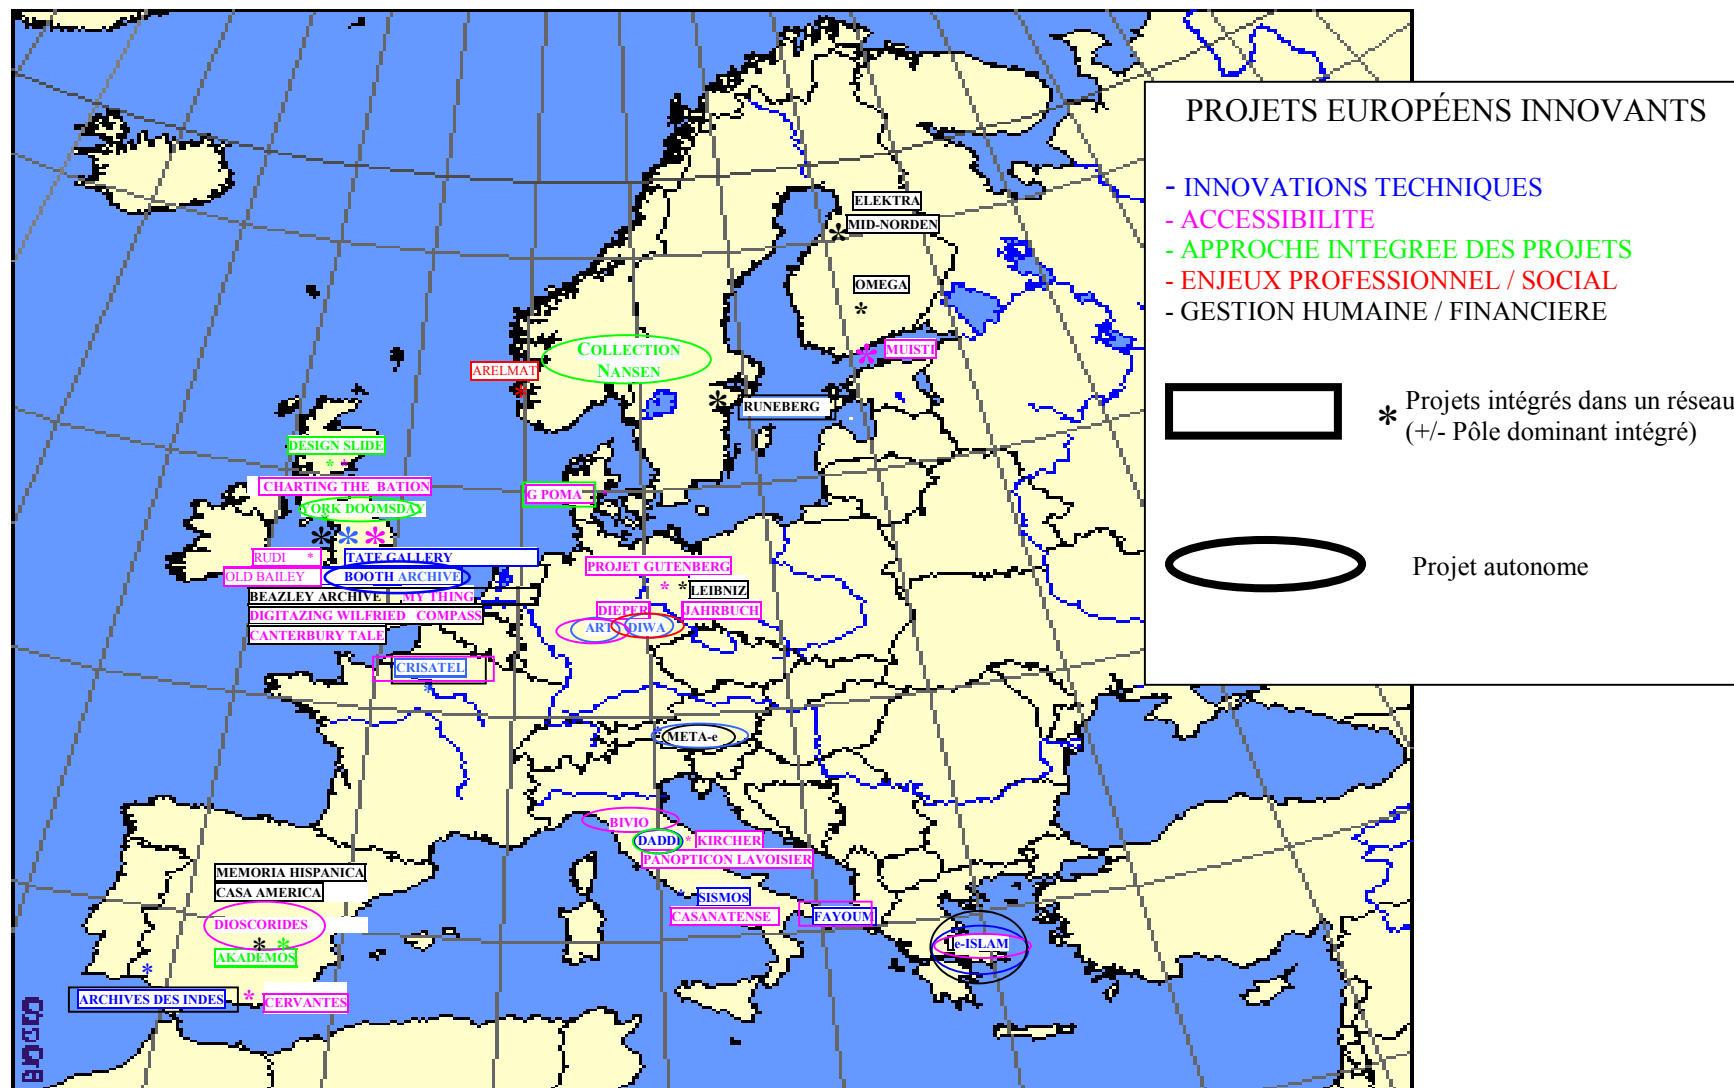 PROJETS EUROPÉENS INNOVANTS
- INNOVATIONS TECHNIQUES
- ACCESSIBILITE
- APPROCHE INTEGREE DES PROJETS
- ENJEUX PROFESSIONNEL / SOCIAL
- GESTION HUMAINE / FINANCIERE
* Projets intégrés dans un réseau
(+/- Pôle dominant intégré)
Projet autonome
ELEKTRA
MID-NORDEN
*
OMEGA
*
* MUISTI
COLLECTION
NANSEN
ARELMAT
*
* RUNEBERG
DESIGN SLIDE
* *
CHARTING THE BATION
G POMA
YORK DOOMSDAY
* * *
RUDI *
TATE GALLERY
OLD BAILEY
BOOTH ARCHIVE
BEAZLEY ARCHIVE
MY THING
DIGITAZING WILFRIED COMPASS
CANTERBURY TALE
PROJET GUTENBERG
* * LEIBNIZ
DIEPER
JAHRBUCH
ART
DIWA
CRISATEL
*
META-e
BIVIO
DADDI * KIRCHER
PANOPTICON LAVOISIER
* SISMOS
CASANATENSE
FAYOUM
e-ISLAM
MEMORIA HISPANICA
CASA AMERICA
DIOSCORIDES
* *
AKADEMOS
*
ARCHIVES DES INDES
* CERVANTES